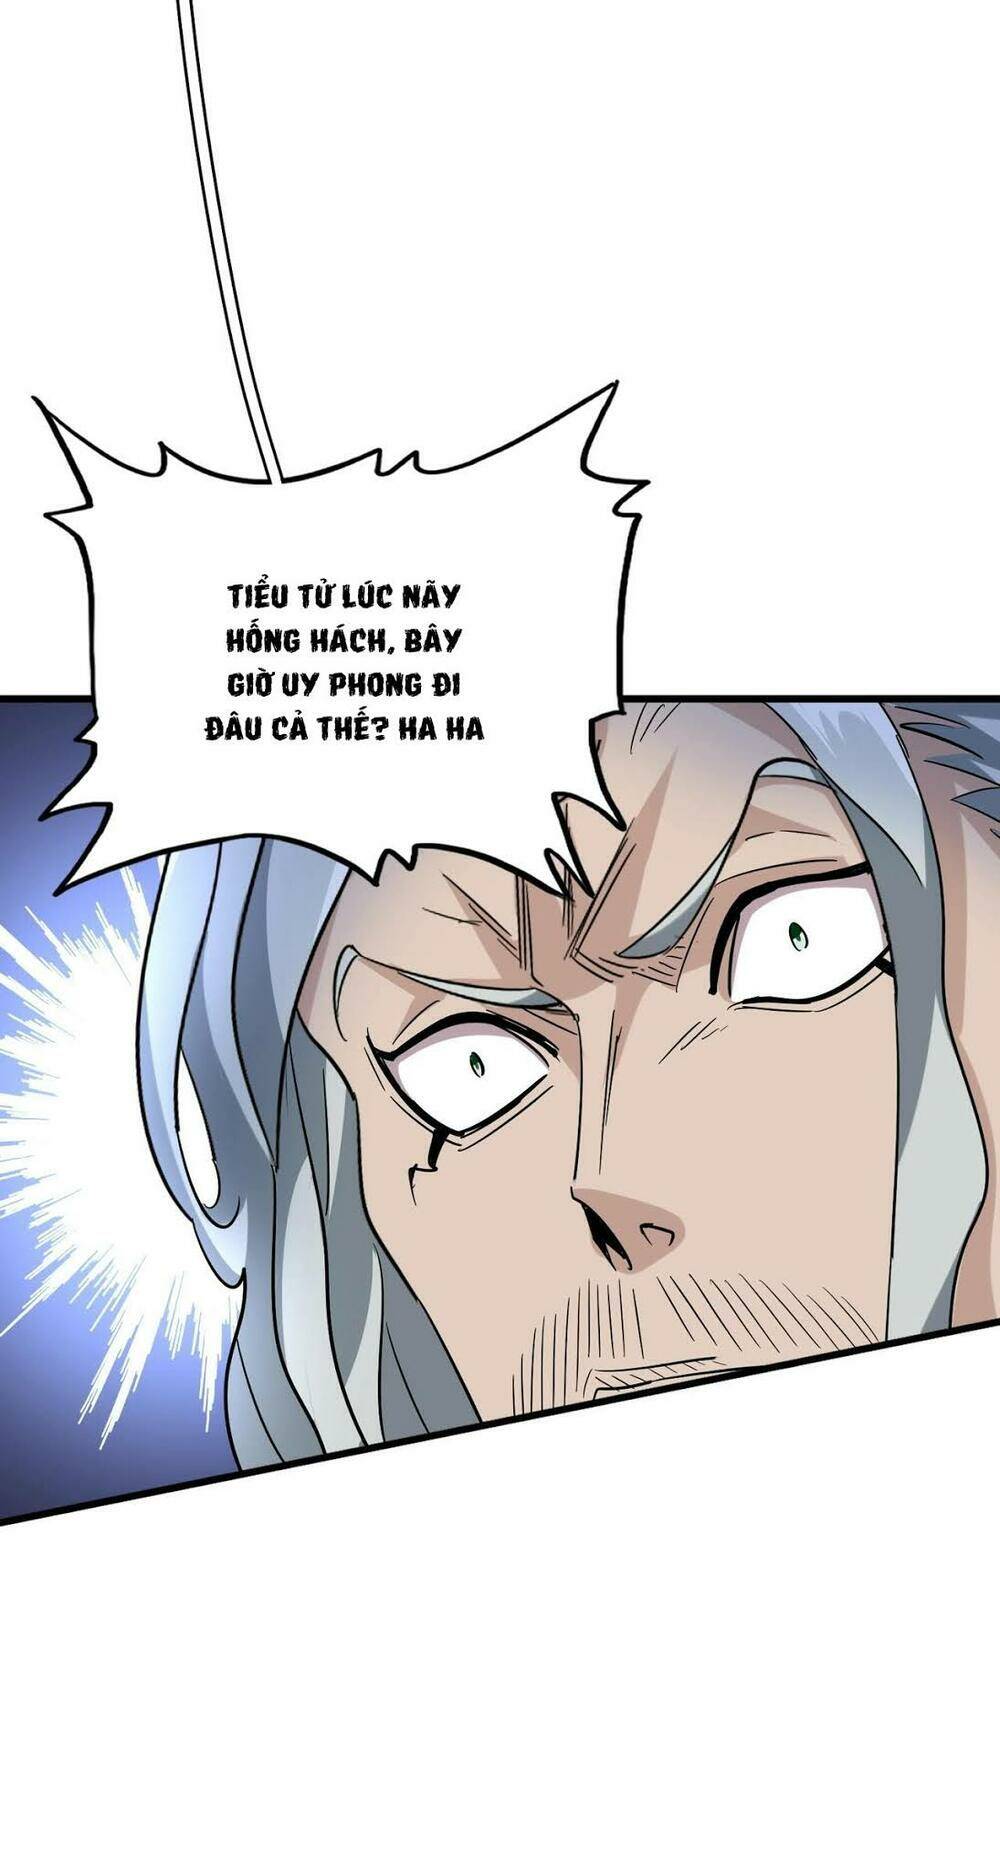 TIỂU TỬ LÚC NÃY
HỐNG HÁCH, BÂY
GIỜ UY PHONG ĐI
ĐÂU CẢ THẾ? HA HA